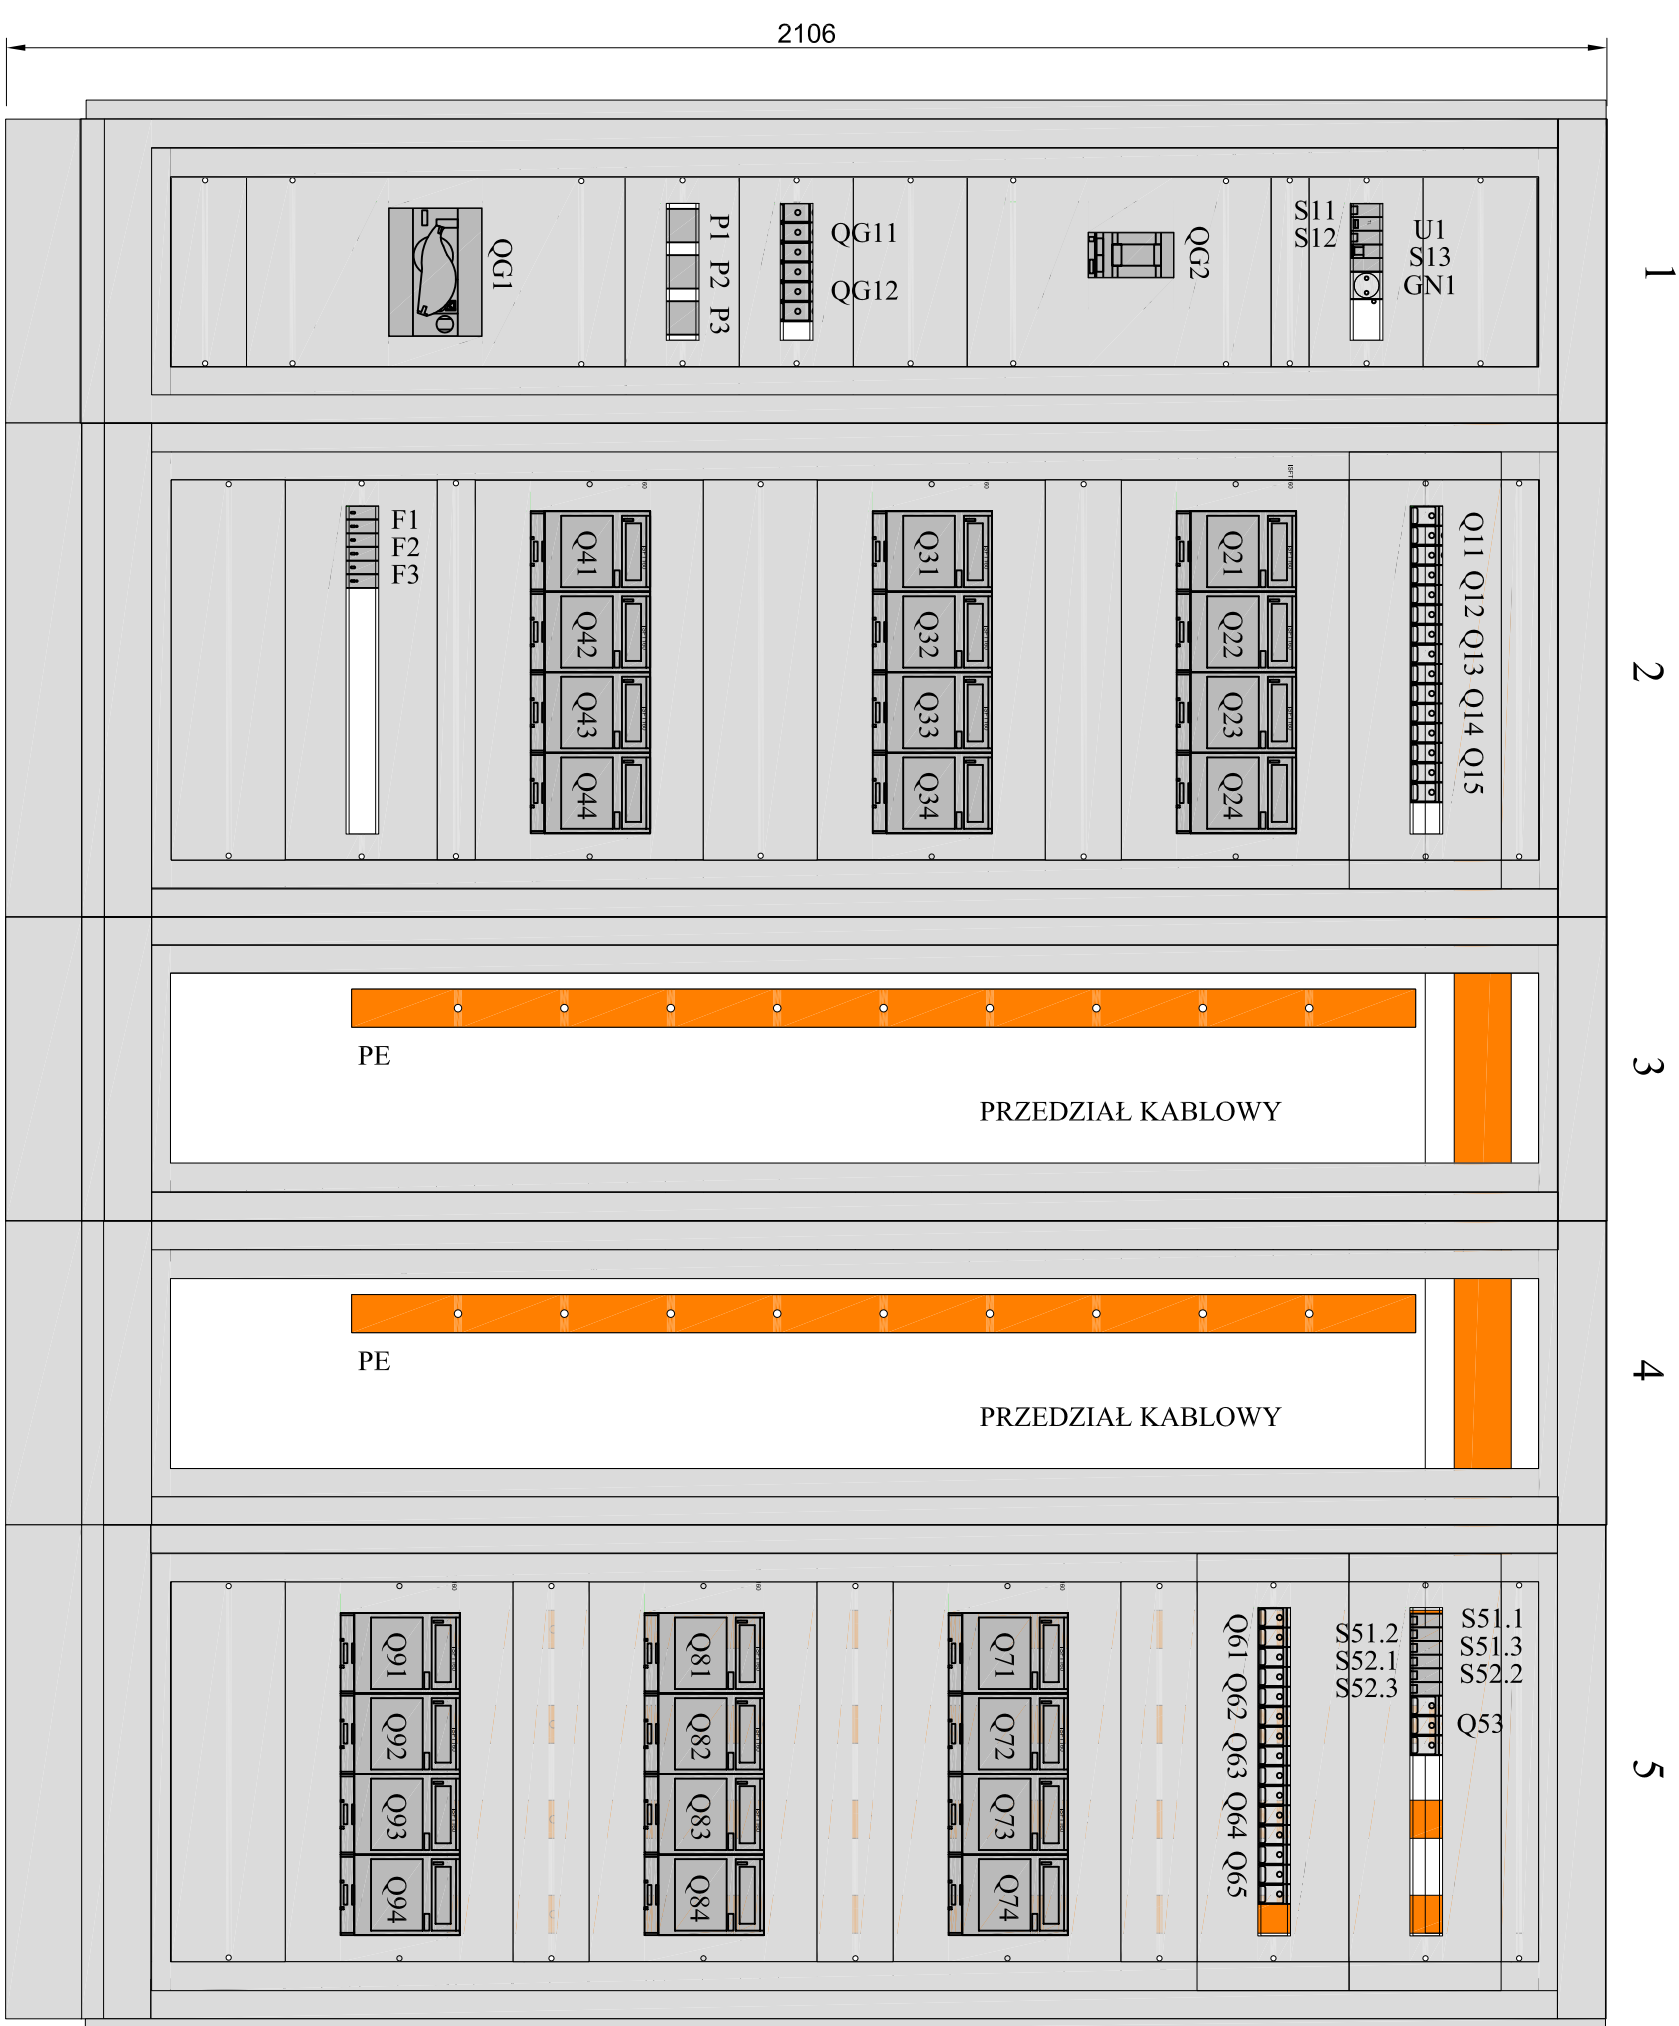 2106
1
S11
S12
U1
S13
GN1
QG2
QG11
QG12
P1 P2 P3
QG1
2
Q11 Q12 Q13 Q14 Q15
Q21
Q22
Q23
Q24
Q31
Q32
Q33
Q34
Q41
Q42
Q43
Q44
F1
F2
F3
3
PE
PRZEDZIAŁ KABLOWY
4
PE
PRZEDZIAŁ KABLOWY
5
S51.1
S51.2
S51.3
S52.1
S52.2
S52.3
Q53
Q61 Q62 Q63 Q64 Q65
Q71
Q72
Q73
Q74
Q81
Q82
Q83
Q84
Q91
Q92
Q93
Q94